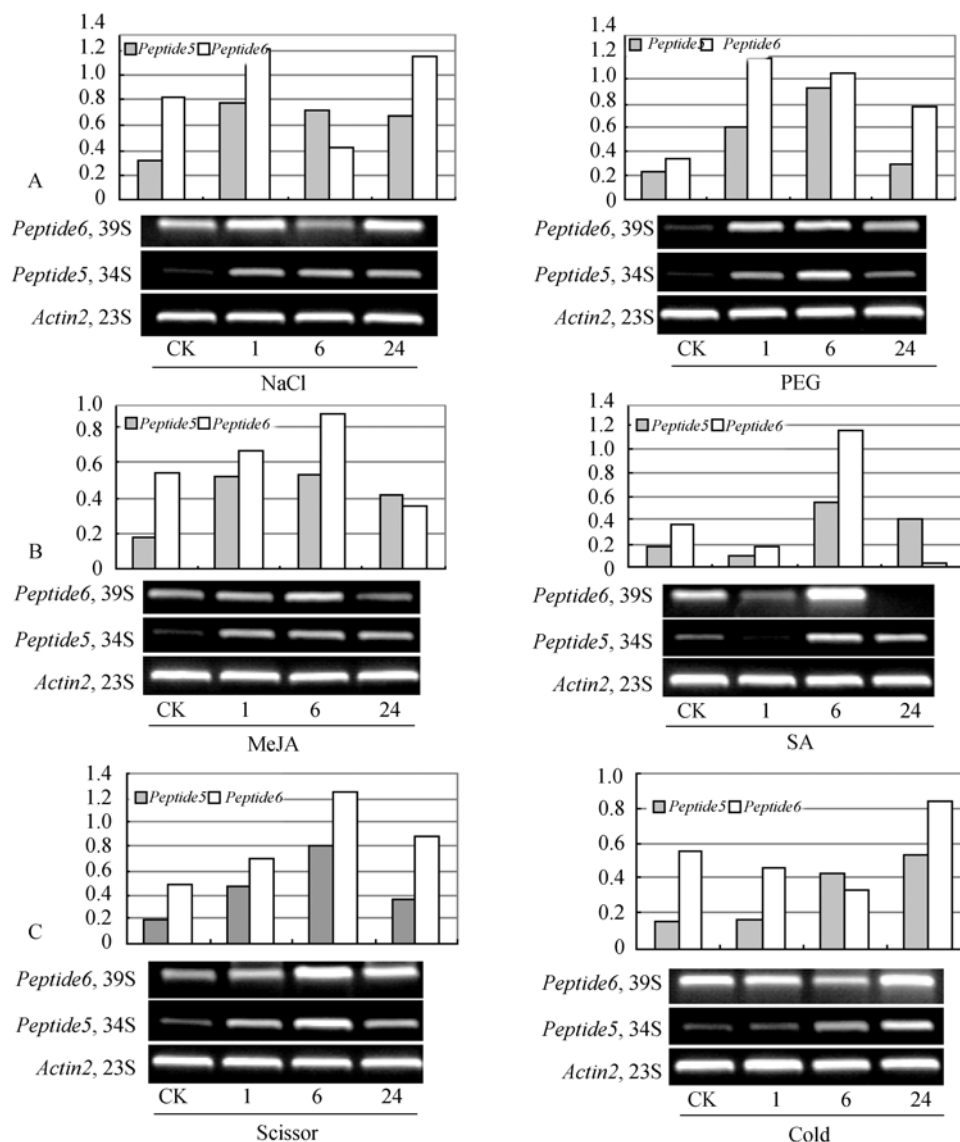 A
1.4
1.2
1.0
0.8
0.6
0.4
0.2
0
Peptide5 Peptide6
Peptide6, 39S
Peptide5, 34S
Actin2, 23S
CK 1 6 24
NaCl
1.4
1.2
1.0
0.8
0.6
0.4
0.2
0
Peptide5 Peptide6
Peptide6, 39S
Peptide5, 34S
Actin2, 23S
CK 1 6 24
PEG
B
1.0
0.8
0.6
0.4
0.2
0
Peptide5 Peptide6
Peptide6, 39S
Peptide5, 34S
Actin2, 23S
CK 1 6 24
MeJA
1.4
1.2
1.0
0.8
0.6
0.4
0.2
0
Peptide5 Peptide6
Peptide6, 39S
Peptide5, 34S
Actin2, 23S
CK 1 6 24
SA
C
1.4
1.2
1.0
0.8
0.6
0.4
0.2
0
Peptide5 Peptide6
Peptide6, 39S
Peptide5, 34S
Actin2, 23S
CK 1 6 24
Scissor
1.0
0.8
0.6
0.4
0.2
0
Peptide5 Peptide6
Peptide6, 39S
Peptide5, 34S
Actin2, 23S
CK 1 6 24
Cold